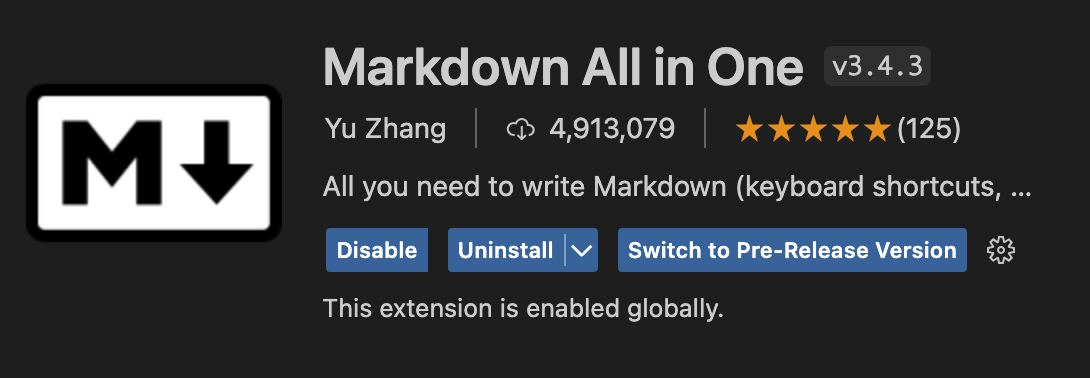 Markdown All in One v3.4.3
Yu Zhang 4,913,079 ★★★★★(125)
M
All you need to write Markdown (keyboard shortcuts, ...
Disable Uninstall Switch to Pre-Release Version
This extension is enabled globally.